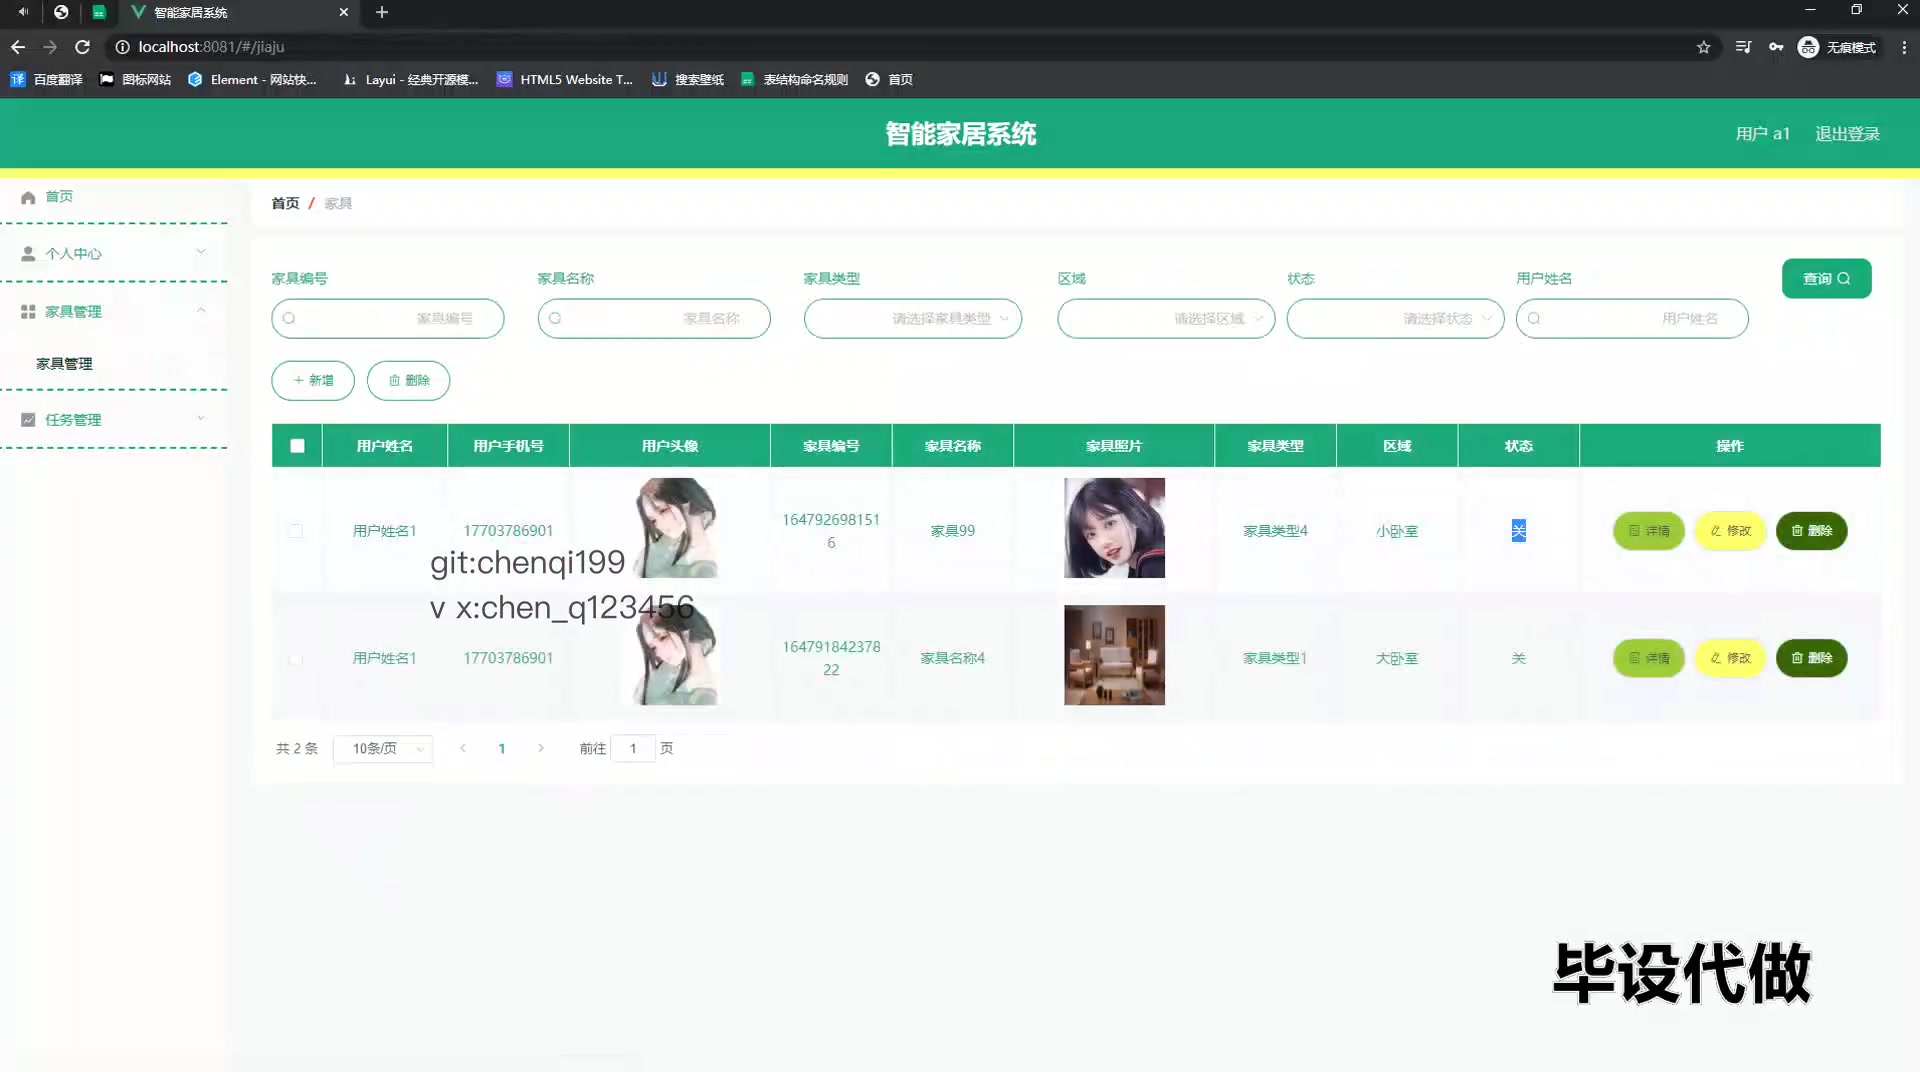 智能家居系统
localhost:8081/#/jiaju
无痕模式
百度翻译
图标网站
Element - 网站快...
Layui - 经典开源模...
HTML5 Website T...
搜索壁纸
表结构命名规则
首页
智能家居系统
用户 a1
退出登录
首页
个人中心
家具管理
家具管理
任务管理
首页 / 家具
家具编号 家具名称 家具类型 区域 状态 用户姓名
家具编号 家具名称 请选择家具类型 请选择区域 请选择状态 用户姓名
查询
新增 删除
用户姓名 用户手机号 用户头像 家具编号 家具名称 家具照片 家具类型 区域 状态 操作
用户姓名1 17703786901 1647926981516 家具99 家具类型4 小卧室 关 详情 修改 删除
git:chenqi199
v x:chen_q123456
用户姓名1 17703786901 16479184237822 家具名称4 家具类型1 大卧室 关 详情 修改 删除
共 2 条 10条/页 1 前往 1 页
毕设代做